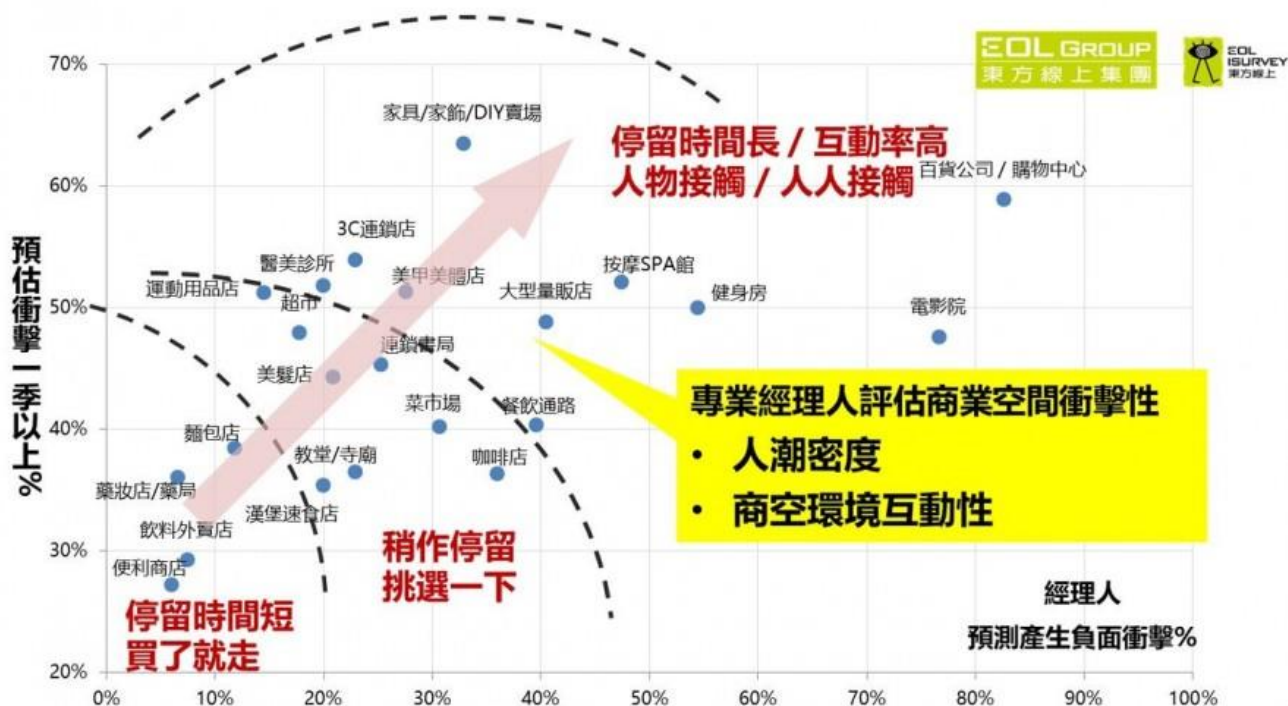 EOL GROUP
東方線上集團
EOL
ISURVEY
東方線上
預估衝擊一季以上%
70%
60%
50%
40%
30%
20%
家具/家飾/DIY賣場
停留時間長 / 互動率高
人物接觸 / 人人接觸
百貨公司 / 購物中心
3C連鎖店
醫美診所
美甲美體店
按摩SPA館
運動用品店
超市
大型量販店
健身房
電影院
連鎖書局
美髮店
菜市場
餐飲通路
專業經理人評估商業空間衝擊性
• 人潮密度
• 商空環境互動性
麵包店
教堂/寺廟
咖啡店
藥妝店/藥局
漢堡速食店
飲料外賣店
便利商店
稍作停留
挑選一下
停留時間短
買了就走
經理人
預測產生負面衝擊%
0% 10% 20% 30% 40% 50% 60% 70% 80% 90% 100%